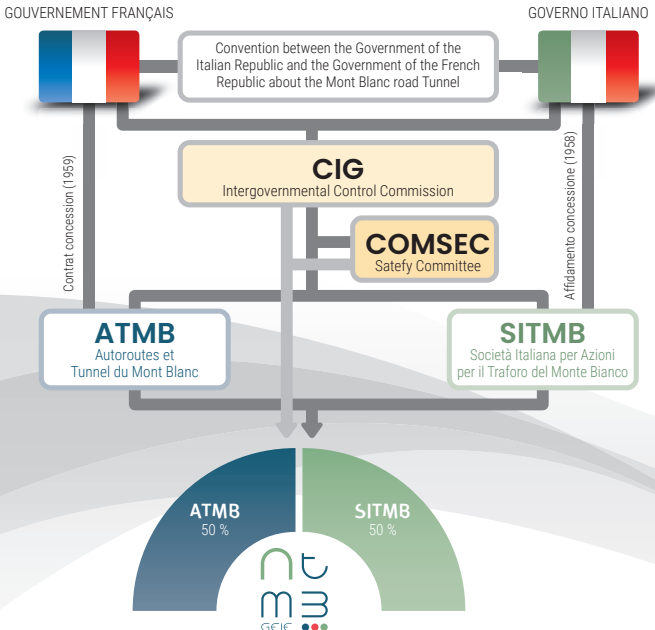 GOUVERNEMENT FRANÇAIS
GOVERNO ITALIANO
Convention between the Government of the
Italian Republic and the Government of the French
Republic about the Mont Blanc road Tunnel
Contrat concession (1959)
Affidamento concessione (1958)
CIG
Intergovernmental Control Commission
COMSEC
Satefy Committee
ATMB
Autoroutes et
Tunnel du Mont Blanc
SITMB
Società Italiana per Azioni
per il Traforo del Monte Bianco
ATMB
50 %
SITMB
50 %
tmb
GEIE